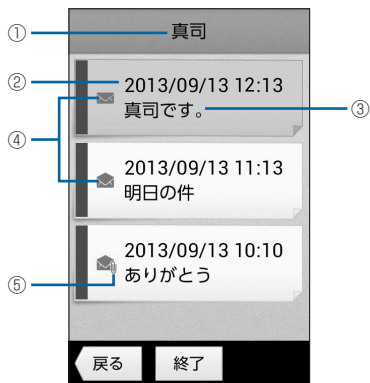 ① 真司
② 2013/09/13 12:13
真司です。 ③
④
2013/09/13 11:13
明日の件
2013/09/13 10:10
⑤ ありがとう
戻る 終了